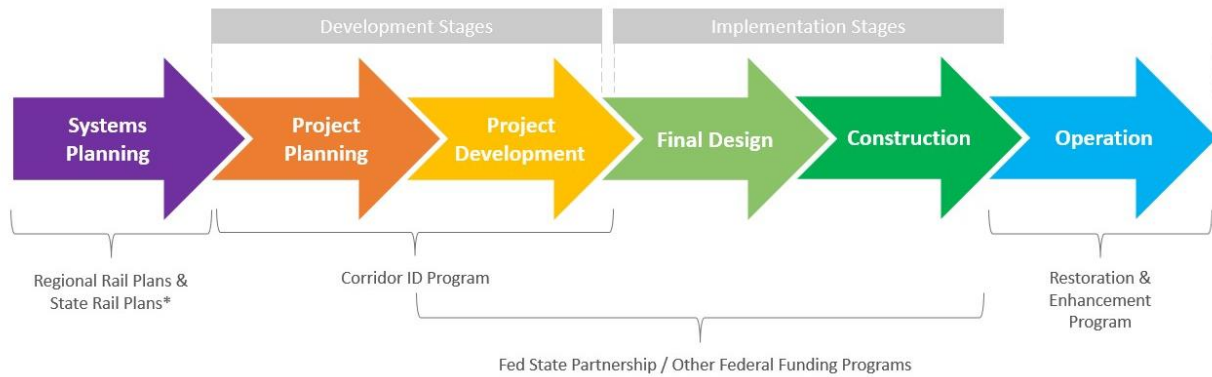 Development Stages
Implementation Stages
Systems
Planning
Project
Planning
Project
Development
Final Design
Construction
Operation
Regional Rail Plans &
State Rail Plans*
Corridor ID Program
Restoration &
Enhancement
Program
Fed State Partnership / Other Federal Funding Programs